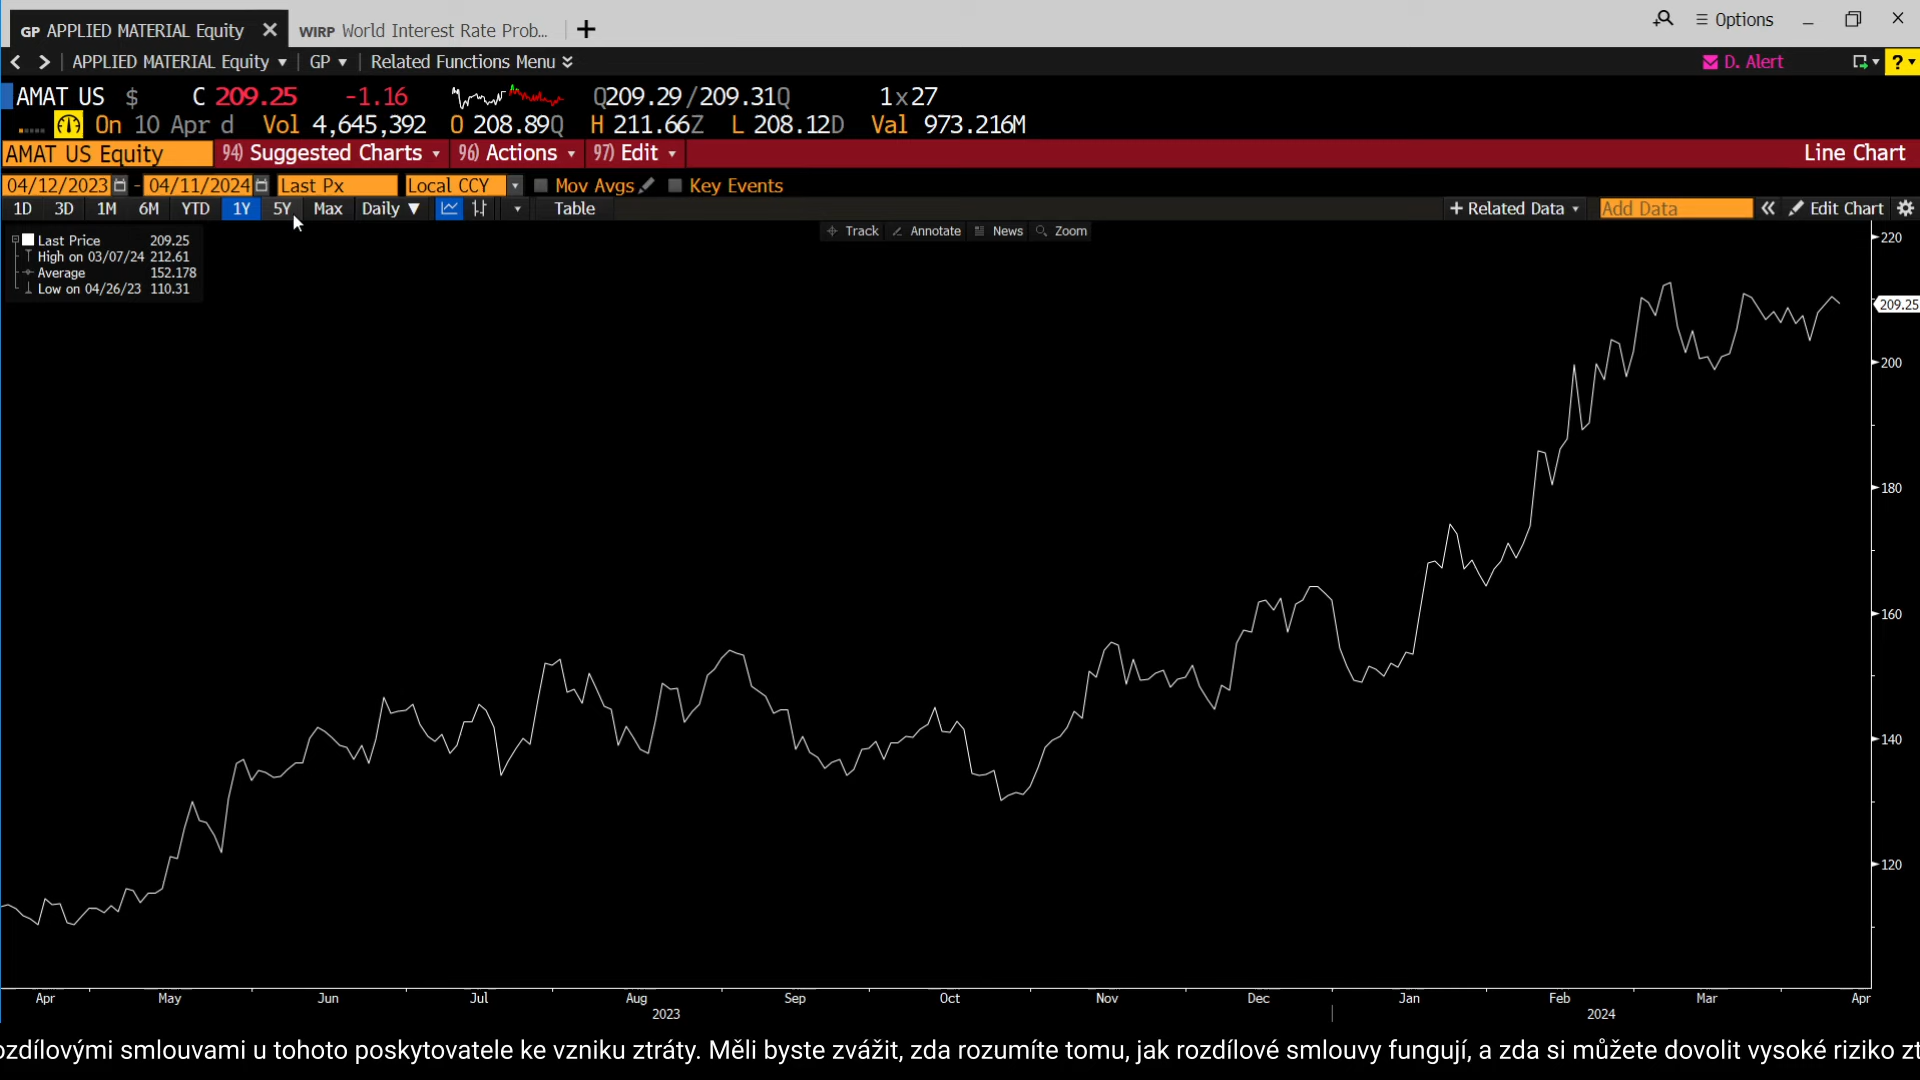 GP APPLIED MATERIAL Equity WIRP World Interest Rate Prob... Options
APPLIED MATERIAL Equity GP Related Functions Menu D. Alert ?
AMAT US $ C 209.25 -1.16 Q209.29/209.31Q 1x27
On 10 Apr d Vol 4,645,392 O 208.89Q H 211.66Z L 208.12D Val 973.216M
AMAT US Equity 94) Suggested Charts 96) Actions 97) Edit Line Chart
04/12/2023 - 04/11/2024 Last Px Local CCY Mov Avgs Key Events
1D 3D 1M 6M YTD 1Y 5Y Max Daily Table + Related Data Add Data Edit Chart
Track Annotate News Zoom
Last Price 209.25
High on 03/07/24 212.61
Average 152.178
Low on 04/26/23 110.31
220
209.25
200
180
160
140
120
Apr May Jun Jul Aug Sep Oct Nov Dec Jan Feb Mar Apr
2023 2024
ozdílovými smlouvami u tohoto poskytovatele ke vzniku ztráty. Měli byste zvážit, zda rozumíte tomu, jak rozdílové smlouvy fungují, a zda si můžete dovolit vysoké riziko zt